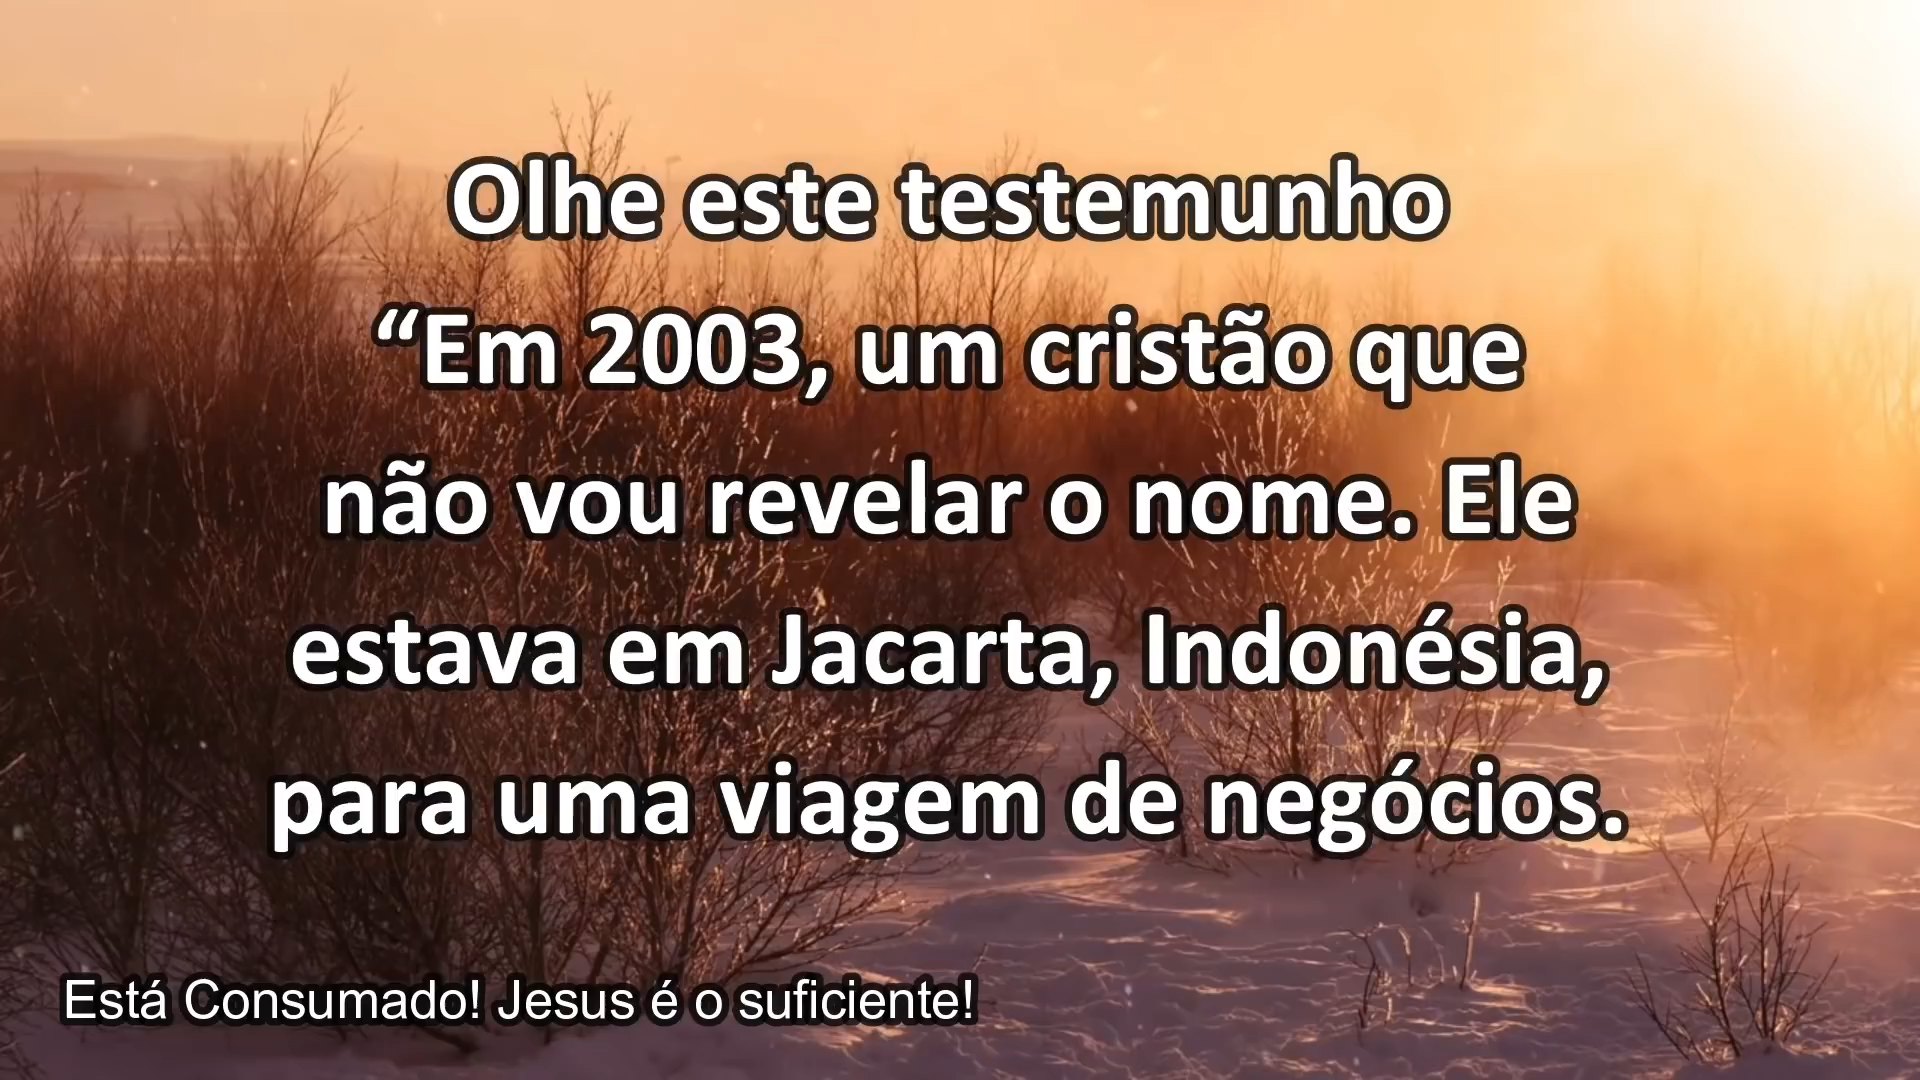 Olhe este testemunho
“Em 2003, um cristão que
não vou revelar o nome. Ele
estava em Jacarta, Indonésia,
para uma viagem de negócios.
Está Consumado! Jesus é o suficiente!